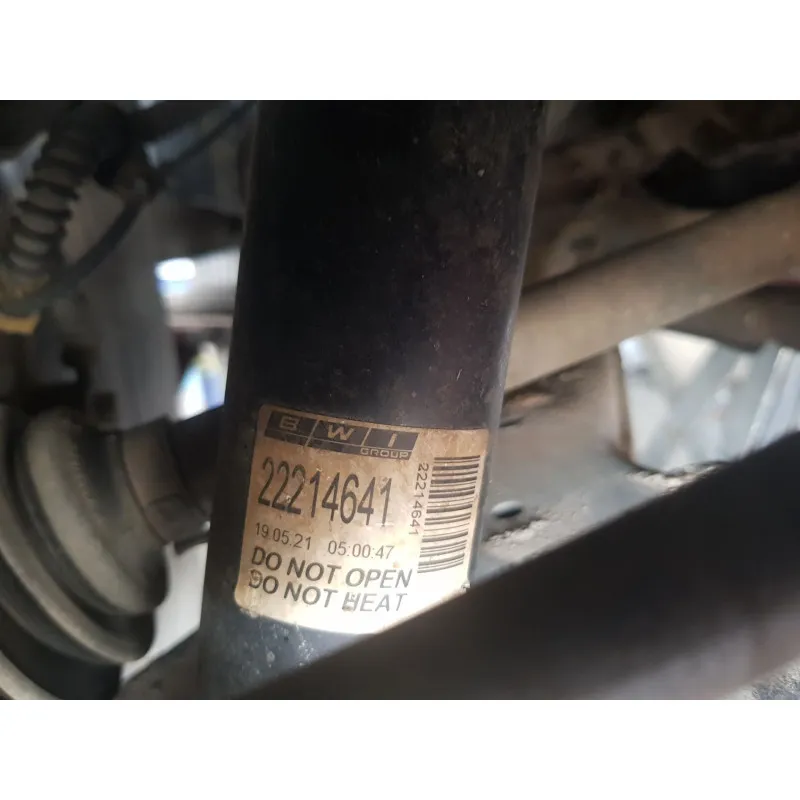 BWI
GROUP
22214641
19.05.21 05:00:47
DO NOT OPEN
DO NOT HEAT
22214641